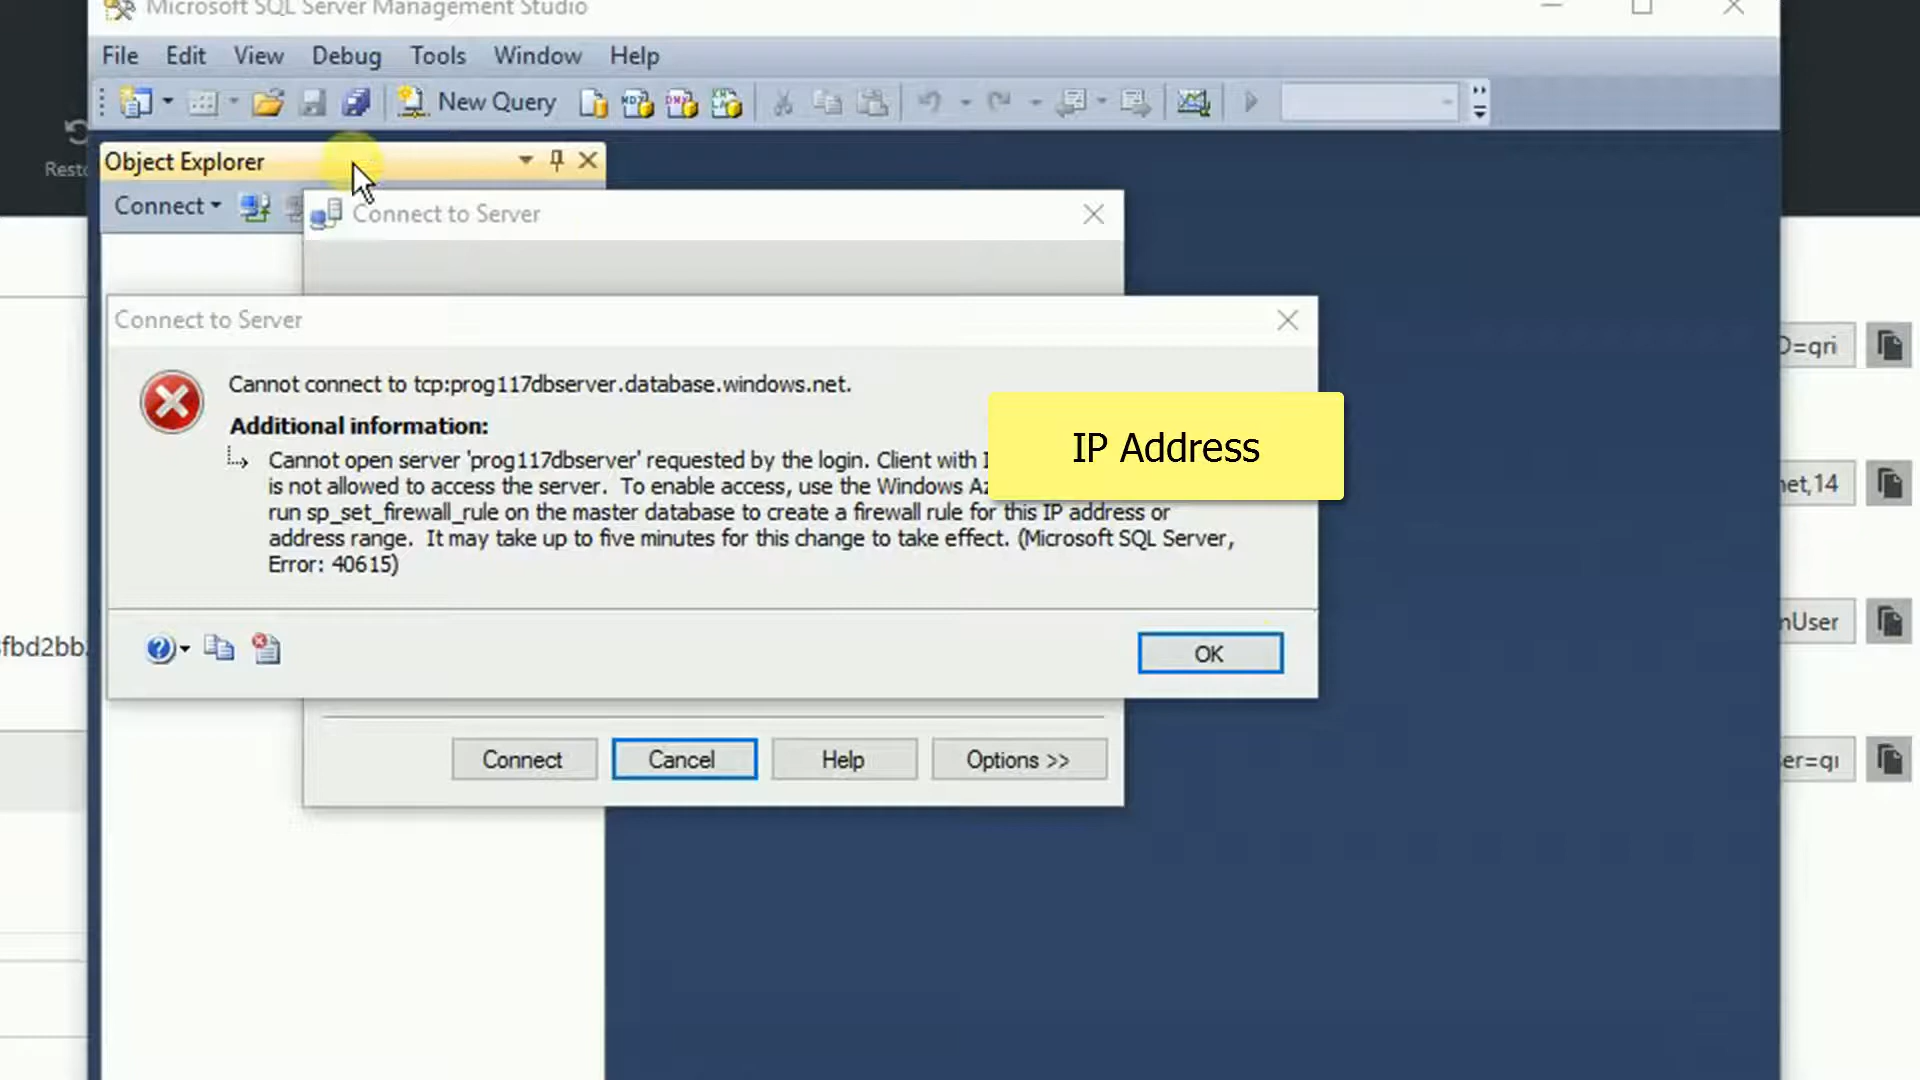 Microsoft SQL Server Management Studio
File Edit View Debug Tools Window Help
New Query
Object Explorer
Connect
Connect to Server
Connect to Server
Cannot connect to tcp:prog117dbserver.database.windows.net.
Additional information:
Cannot open server 'prog117dbserver' requested by the login. Client with
is not allowed to access the server. To enable access, use the Windows
run sp_set_firewall_rule on the master database to create a firewall rule for this IP address or
address range. It may take up to five minutes for this change to take effect. (Microsoft SQL Server,
Error: 40615)
IP Address
OK
Connect Cancel Help Options >>
fbd2bb.
D=qri
net,14
nUser